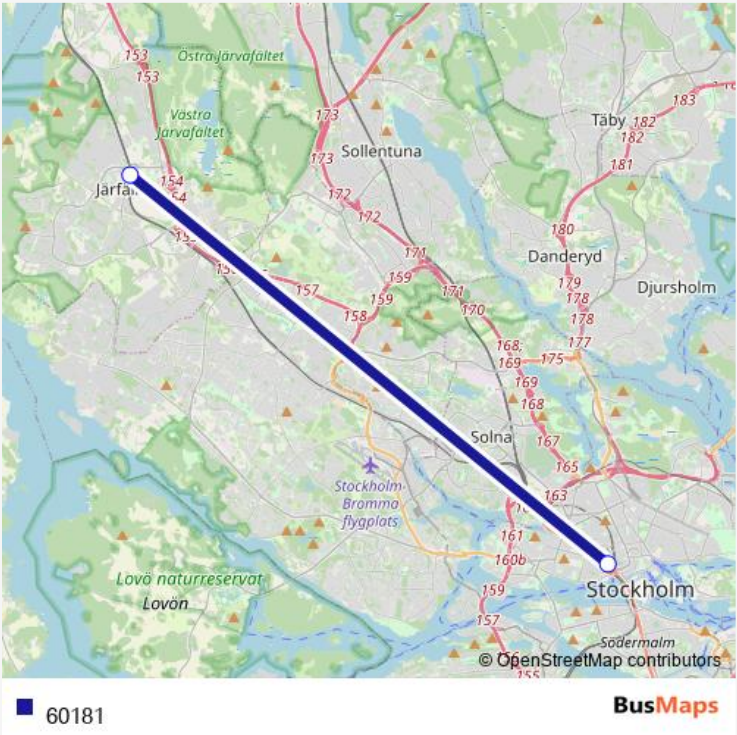 153
153
Östra Järvafältet
183
Västra
Järvafältet
173
Täby
182
182
173
Sollentuna
181
154
172
172
180
171
Danderyd
157
159
179
171
Djursholm
159
178
158
170
178
168;
177
169
175
169
168
Solna
167
165
Stockholm-
Bromma
flygplats
163
161
160b
Lovö naturreservat
159
Stockholm
Lovön
157
Södermalm
© OpenStreetMap contributors
155
60181
BusMaps